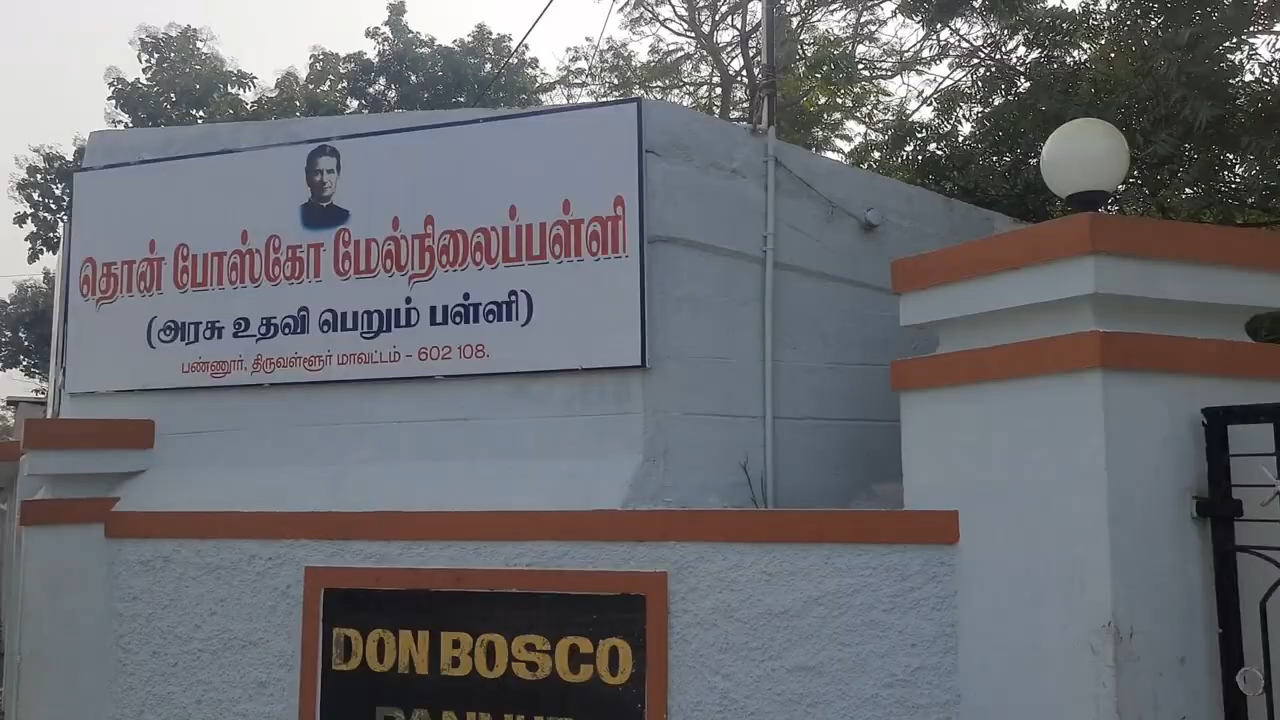 தொன் போஸ்கோ மேல்நிலைப்பள்ளி
(அரசு உதவி பெறும் பள்ளி)
பண்ணூர், திருவள்ளூர் மாவட்டம் - 602 108.
DON BOSCO